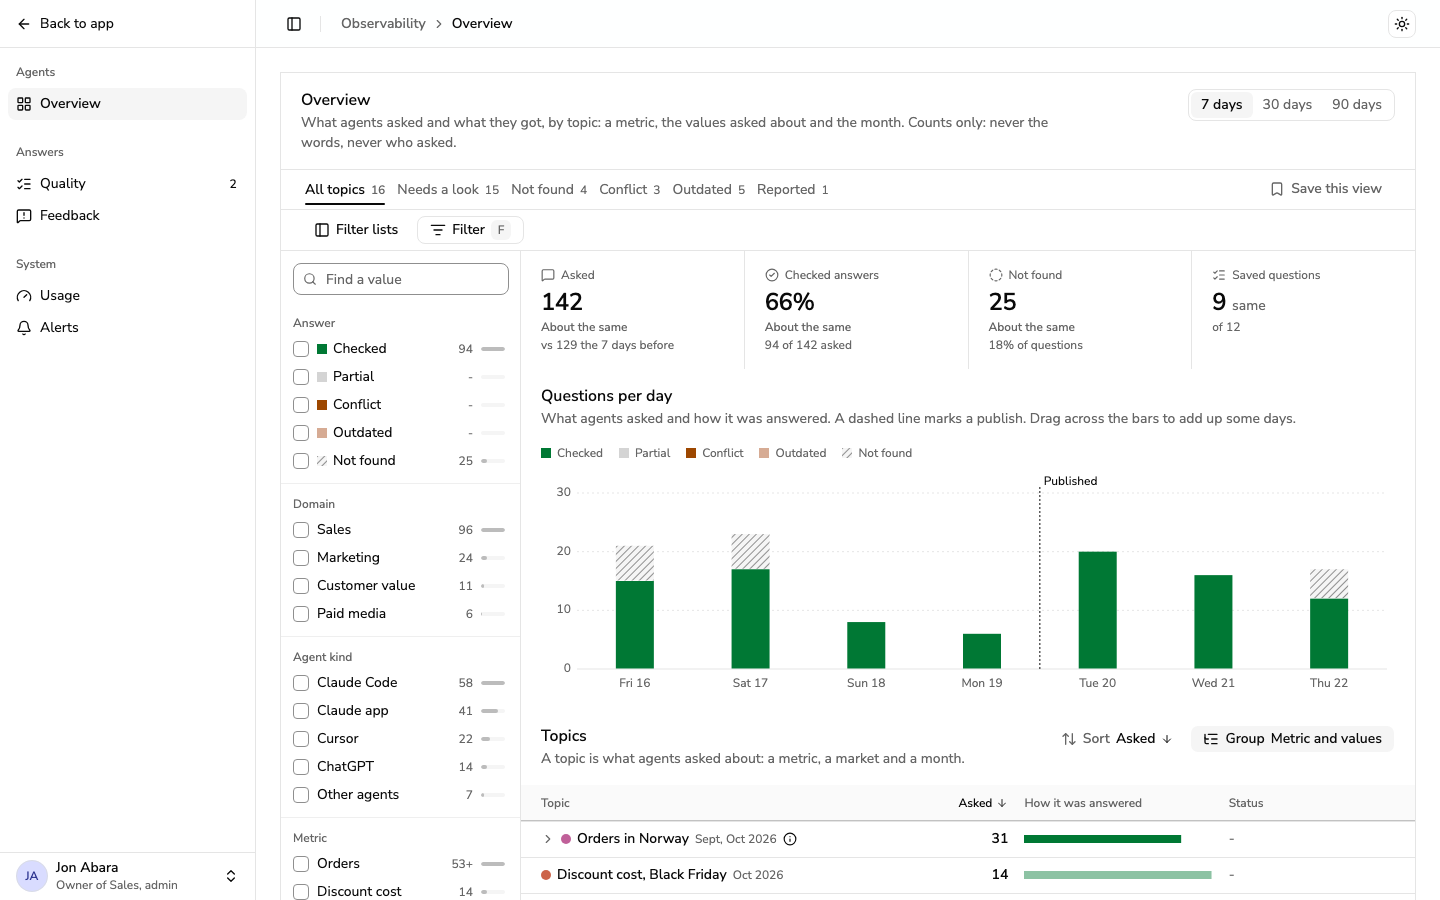 Back to app
Observability > Overview
Agents
Overview
Answers
Quality 2
Feedback
System
Usage
Alerts
JA
Jon Abara
Owner of Sales, admin
Overview
What agents asked and what they got, by topic: a metric, the values asked about and the month. Counts only: never the
words, never who asked.
7 days 30 days 90 days
All topics 16 Needs a look 15 Not found 4 Conflict 3 Outdated 5 Reported 1
Save this view
Filter lists Filter F
Find a value
Answer
Checked 94
Partial -
Conflict -
Outdated -
Not found 25
Domain
Sales 96
Marketing 24
Customer value 11
Paid media 6
Agent kind
Claude Code 58
Claude app 41
Cursor 22
ChatGPT 14
Other agents 7
Metric
Orders 53+
Discount cost 14
Asked
142
About the same
vs 129 the 7 days before
Checked answers
66%
About the same
94 of 142 asked
Not found
25
About the same
18% of questions
Saved questions
9 same
of 12
Questions per day
What agents asked and how it was answered. A dashed line marks a publish. Drag across the bars to add up some days.
Checked Partial Conflict Outdated Not found
Published
30
20
10
0
Fri 16 Sat 17 Sun 18 Mon 19 Tue 20 Wed 21 Thu 22
Topics
A topic is what agents asked about: a metric, a market and a month.
Sort Asked ↓
Group Metric and values
Topic Asked ↓ How it was answered Status
Orders in Norway Sept, Oct 2026 31 -
Discount cost, Black Friday Oct 2026 14 -